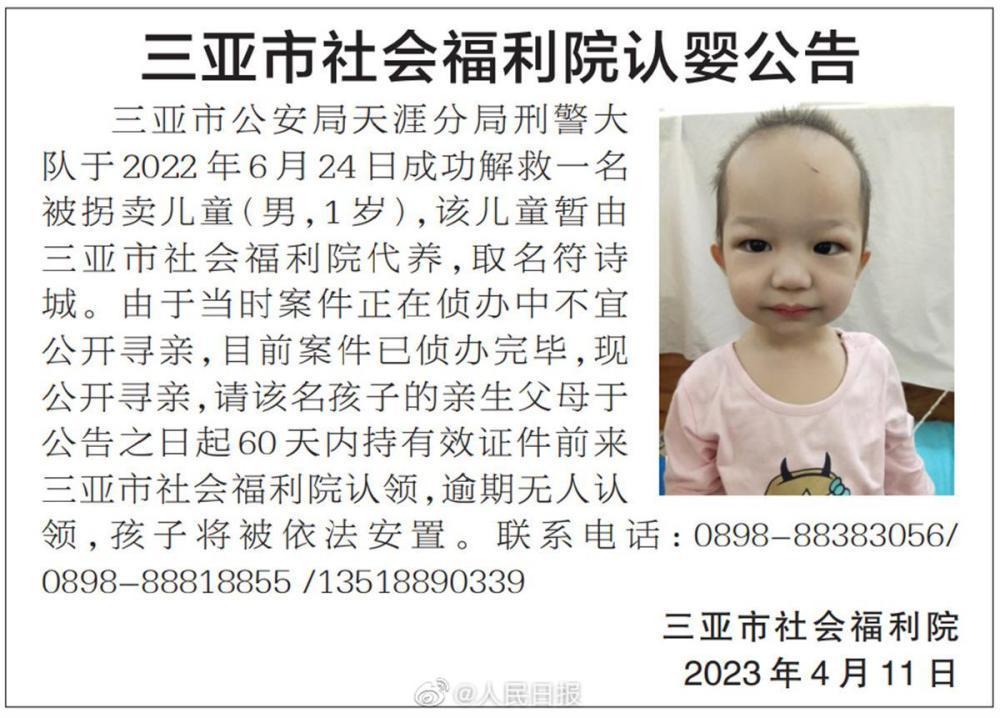 三亚市社会福利院认婴公告
三亚市公安局天涯分局刑警大
队于2022年6月24日成功解救一名
被拐卖儿童(男,1岁),该儿童暂由
三亚市社会福利院代养,取名符诗
城。由于当时案件正在侦办中不宜
公开寻亲,目前案件已侦办完毕,现
公开寻亲,请该名孩子的亲生父母于
公告之日起60天内持有效证件前来
三亚市社会福利院认领,逾期无人认
领,孩子将被依法安置。联系电话:0898-88383056/
0898-88818855 /13518890339
三亚市社会福利院
2023年4月11日
@人民日报